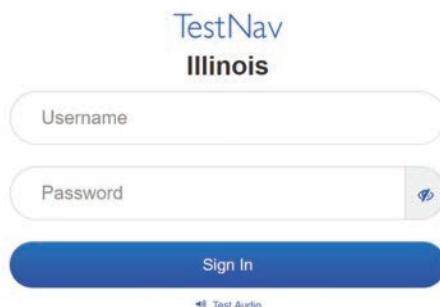 TestNav
Illinois
Username
Password
Sign In
Test Audio